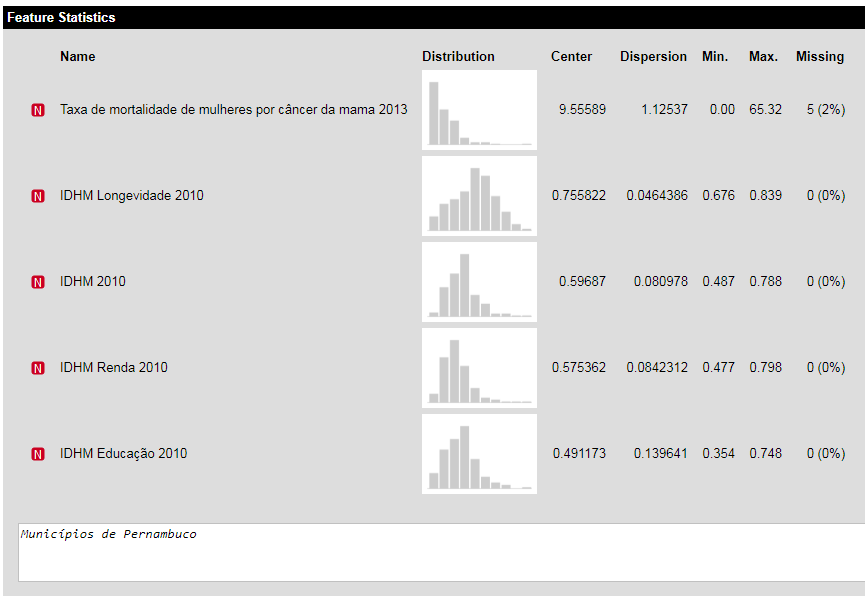 Feature Statistics
Name Distribution Center Dispersion Min. Max. Missing
N Taxa de mortalidade de mulheres por câncer da mama 2013 9.55589 1.12537 0.00 65.32 5 (2%)
N IDHM Longevidade 2010 0.755822 0.0464386 0.676 0.839 0 (0%)
N IDHM 2010 0.59687 0.080978 0.487 0.788 0 (0%)
N IDHM Renda 2010 0.575362 0.0842312 0.477 0.798 0 (0%)
N IDHM Educação 2010 0.491173 0.139641 0.354 0.748 0 (0%)
Municípios de Pernambuco